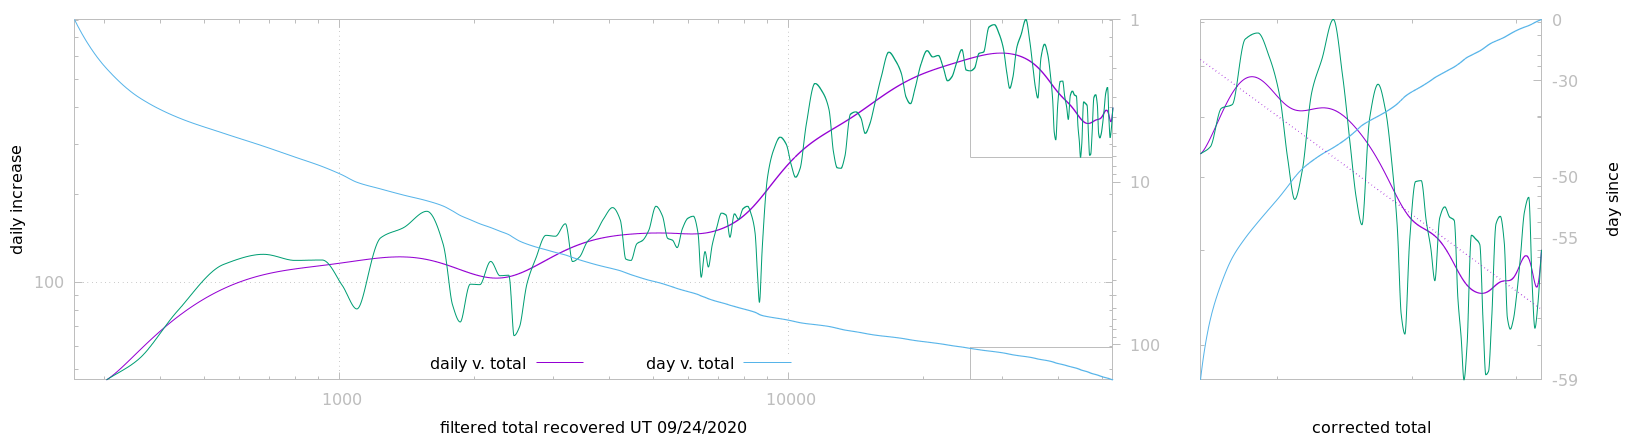 daily increase
100
daily v. total
day v. total
1000
10000
filtered total recovered UT 09/24/2020
1
10
100
0
-30
-50
-55
-59
day since
corrected total